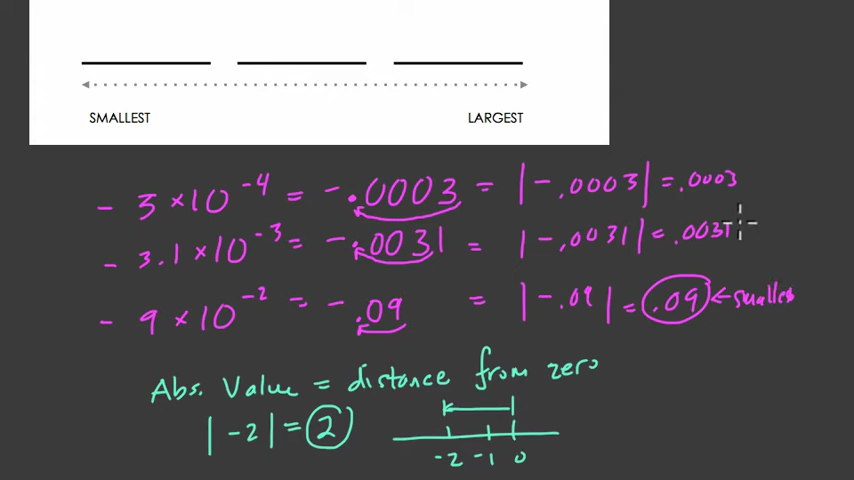 SMALLEST LARGEST
- 3 × 10^-4 = -.0003 = |-.0003| = .0003
- 3.1 × 10^-3 = -.0031 = |-.0031| = .0031
- 9 × 10^-2 = -.09 = |-.09| = .09 ← smallest
Abs. Value = distance from zero
|-2| = 2
-2 -1 0